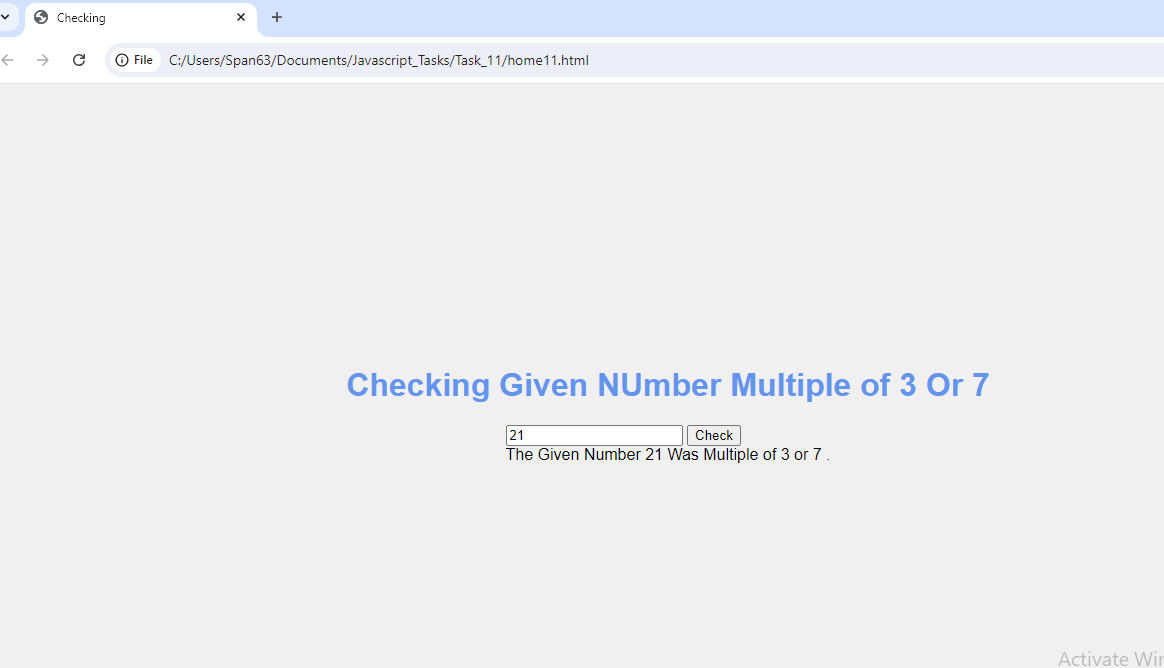 Checking
File C:/Users/Span63/Documents/Javascript_Tasks/Task_11/home11.html
Checking Given NUmber Multiple of 3 Or 7
21 Check
The Given Number 21 Was Multiple of 3 or 7 .
Activate Win